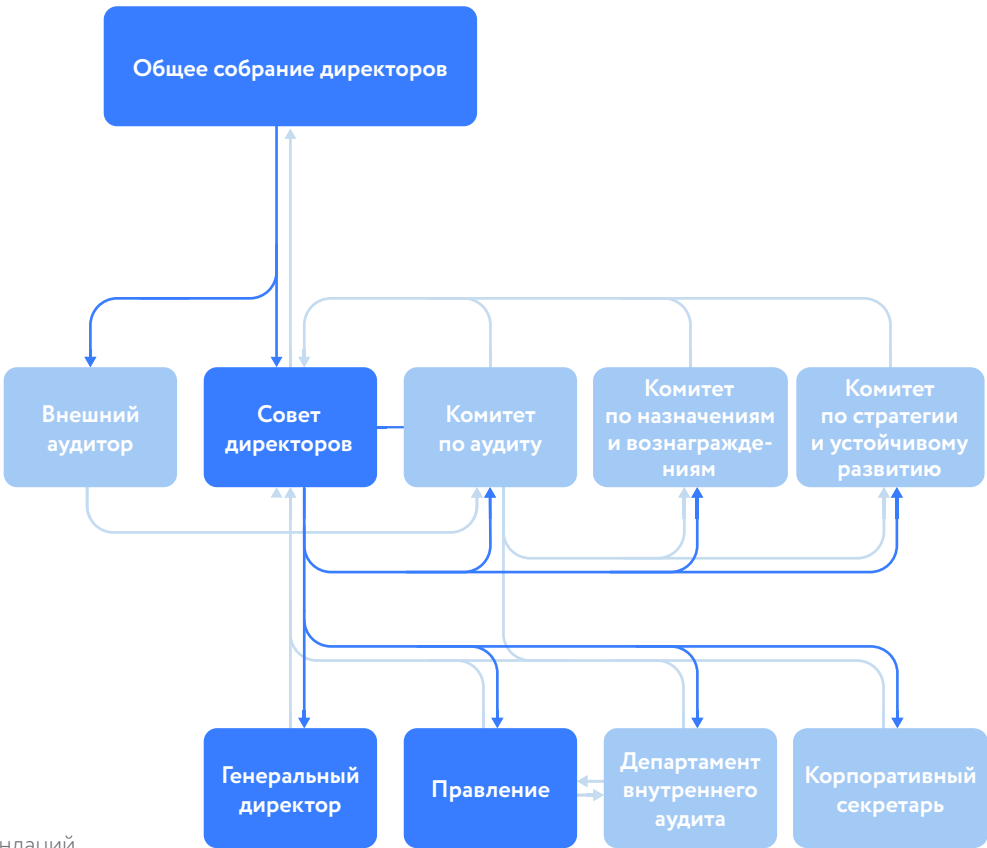 Общее собрание директоров
Внешний
аудитор
Совет
директоров
Комитет
по аудиту
Комитет
по назначениям
и вознагражде-
ниям
Комитет
по стратегии
и устойчивому
развитию
Генеральный
директор
Правление
Департамент
внутреннего
аудита
Корпоративный
секретарь